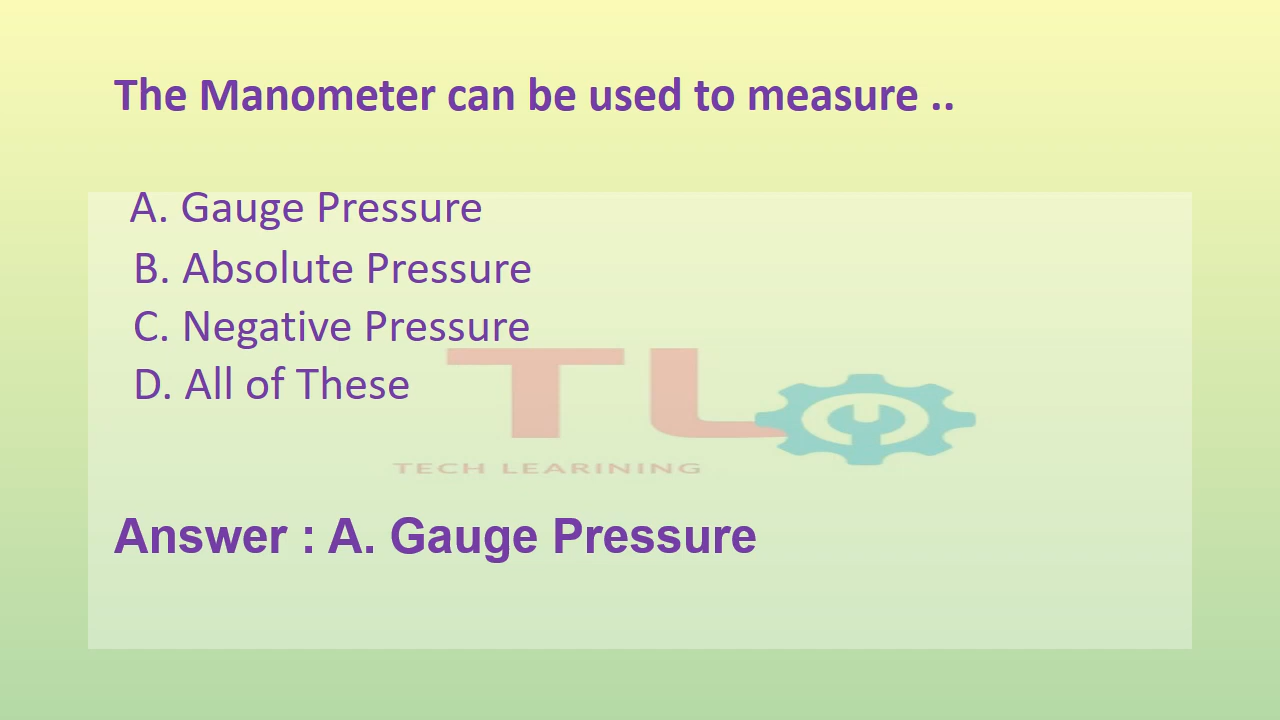 The Manometer can be used to measure ..
A. Gauge Pressure
B. Absolute Pressure
C. Negative Pressure
D. All of These
TL
TECH LEARINING
Answer : A. Gauge Pressure